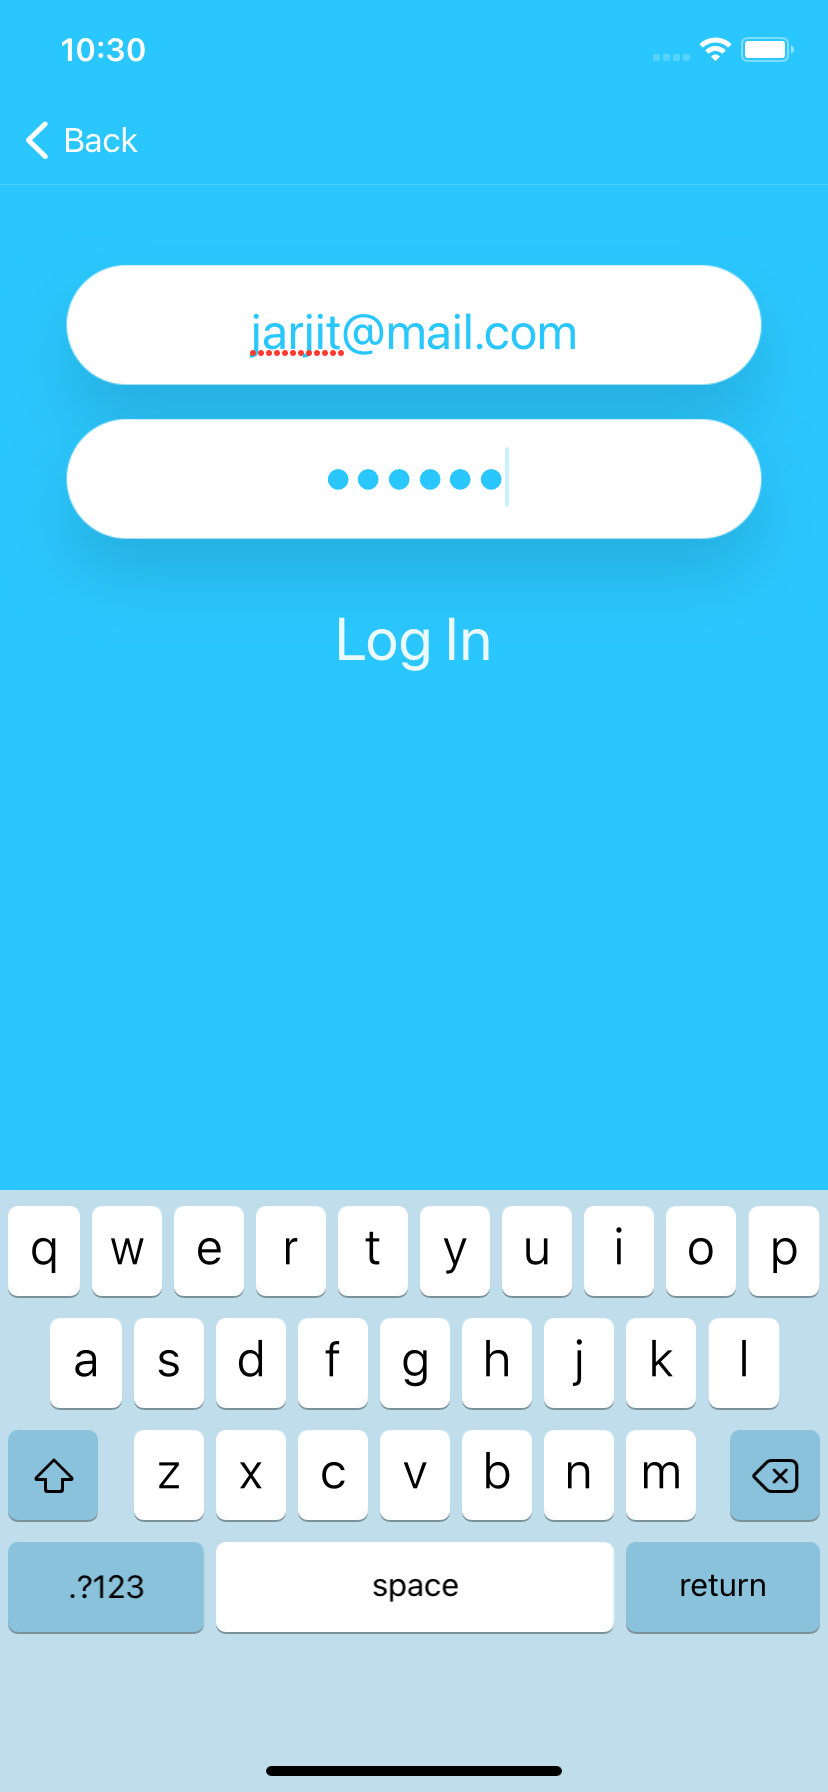 10:30
Back
jarjit@mail.com
••••••
Log In
q w e r t y u i o p
a s d f g h j k l
z x c v b n m
.?123 space return